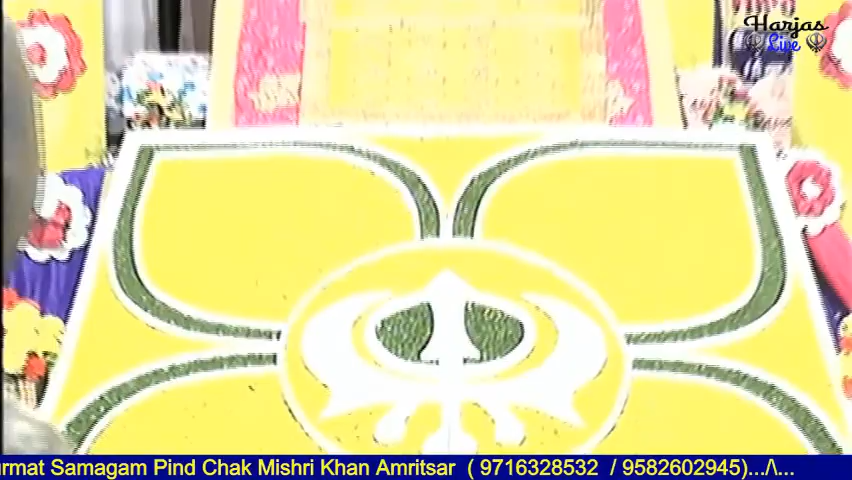 Harjas
Live
urmat Samagam Pind Chak Mishri Khan Amritsar ( 9716328532 / 9582602945).../\...